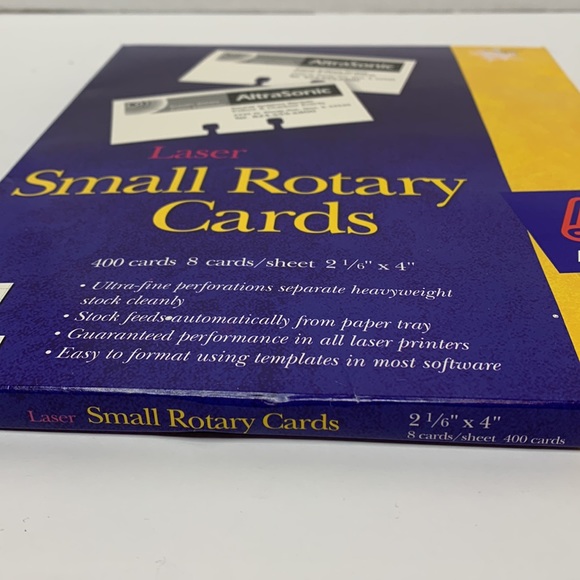 AltraSonic
AltraSonic
Laser
Small Rotary
Cards
400 cards 8 cards/sheet 2 1/6" x 4"
• Ultra-fine perforations separate heavyweight
stock cleanly
• Stock feeds automatically from paper tray
• Guaranteed performance in all laser printers
• Easy to format using templates in most software
Laser Small Rotary Cards 2 1/6" x 4"
8 cards/sheet 400 cards